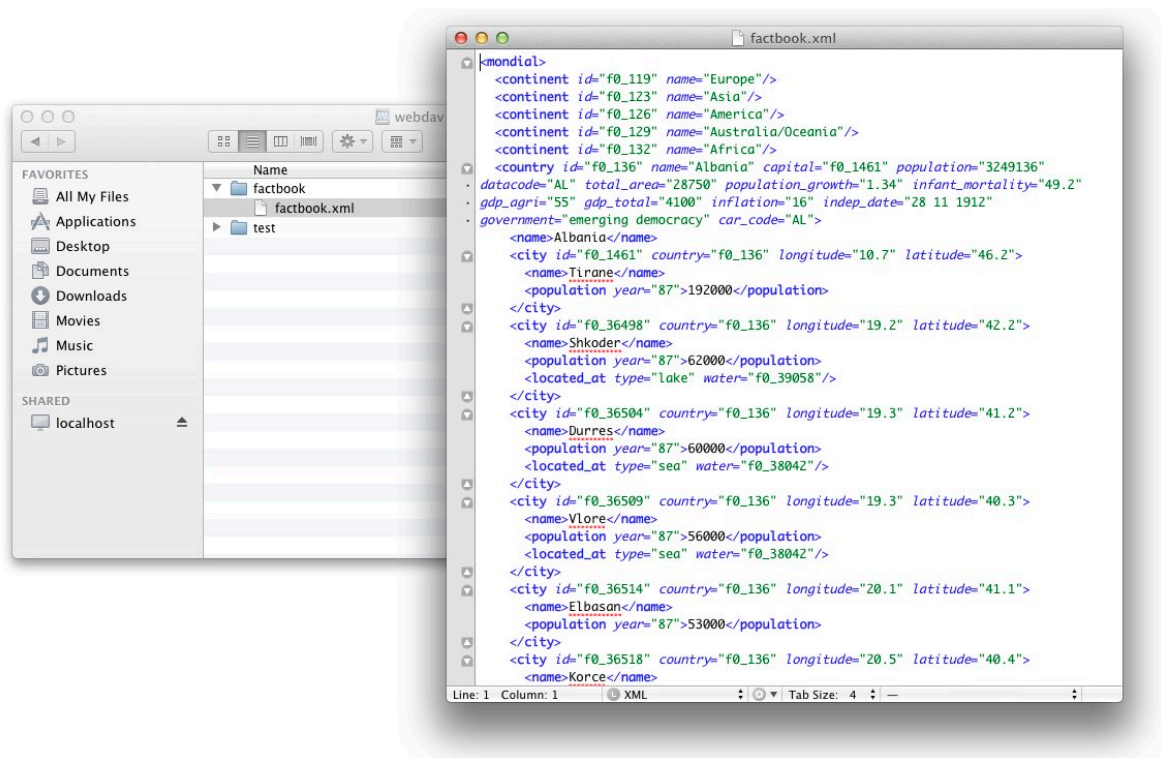 webdav
FAVORITES
All My Files
Applications
Desktop
Documents
Downloads
Movies
Music
Pictures
SHARED
localhost
Name
factbook
factbook.xml
test
factbook.xml
<mondial>
<continent id="f0_119" name="Europe"/>
<continent id="f0_123" name="Asia"/>
<continent id="f0_126" name="America"/>
<continent id="f0_129" name="Australia/Oceania"/>
<continent id="f0_132" name="Africa"/>
<country id="f0_136" name="Albania" capital="f0_1461" population="3249136"
datacode="AL" total_area="28750" population_growth="1.34" infant_mortality="49.2"
gdp_agri="55" gdp_total="4100" inflation="16" indep_date="28 11 1912"
government="emerging democracy" car_code="AL">
<name>Albania</name>
<city id="f0_1461" country="f0_136" longitude="10.7" latitude="46.2">
<name>Tirane</name>
<population year="87">192000</population>
</city>
<city id="f0_36498" country="f0_136" longitude="19.2" latitude="42.2">
<name>Shkoder</name>
<population year="87">62000</population>
<located_at type="lake" water="f0_39058"/>
</city>
<city id="f0_36504" country="f0_136" longitude="19.3" latitude="41.2">
<name>Durres</name>
<population year="87">60000</population>
<located_at type="sea" water="f0_38042"/>
</city>
<city id="f0_36509" country="f0_136" longitude="19.3" latitude="40.3">
<name>Vlore</name>
<population year="87">56000</population>
<located_at type="sea" water="f0_38042"/>
</city>
<city id="f0_36514" country="f0_136" longitude="20.1" latitude="41.1">
<name>Elbasan</name>
<population year="87">53000</population>
</city>
<city id="f0_36518" country="f0_136" longitude="20.5" latitude="40.4">
<name>Korce</name>
Line: 1 Column: 1 L XML Tab Size: 4 —